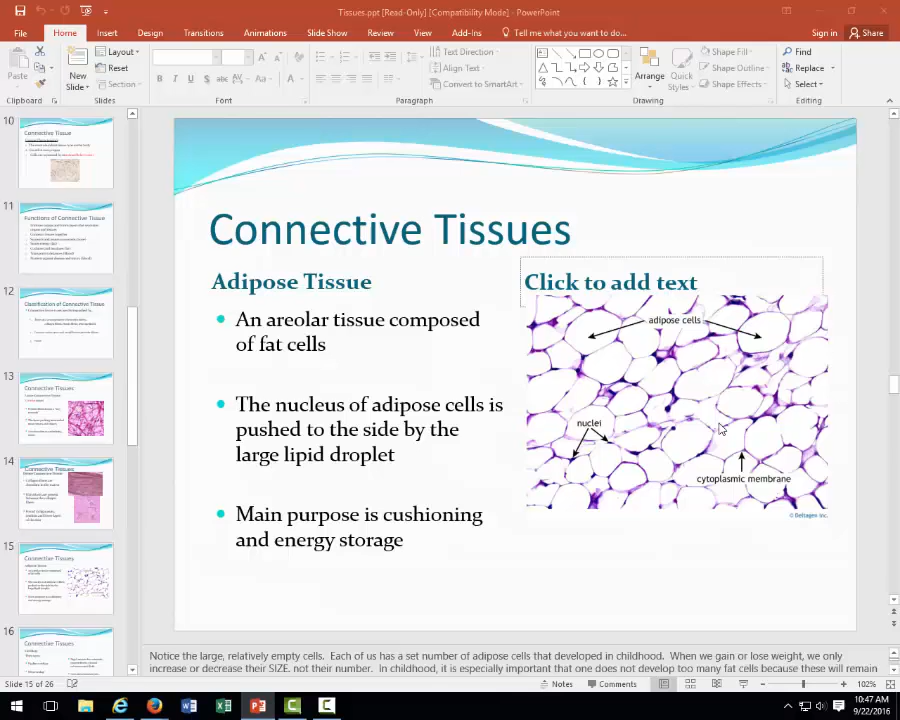 Tissues.ppt [Read-Only] [Compatibility Mode] - PowerPoint
File Home Insert Design Transitions Animations Slide Show Review View Add-Ins Tell me what you want to do... Sign in Share
Paste
New Slide
Layout
Reset
Section
Text Direction
Align Text
Convert to SmartArt
Arrange
Quick Styles
Shape Fill
Shape Outline
Shape Effects
Find
Replace
Select
Clipboard Slides Font Paragraph Drawing Editing
10
Connective Tissue
11
Functions of Connective Tissue
12
Classification of Connective Tissue
13
Connective Tissues
14
Connective Tissues
15
Connective Tissues
16
Connective Tissues
Connective Tissues
Adipose Tissue
An areolar tissue composed
of fat cells
The nucleus of adipose cells is
pushed to the side by the
large lipid droplet
Main purpose is cushioning
and energy storage
Click to add text
adipose cells
nuclei
cytoplasmic membrane
© Deltagen Inc.
Notice the large, relatively empty cells. Each of us has a set number of adipose cells that developed in childhood. When we gain or lose weight, we only
increase or decrease their SIZE, not their number. In childhood, it is especially important that one does not develop too many fat cells because these will remain
Slide 15 of 26 Notes Comments 102%
10:47 AM
9/22/2016